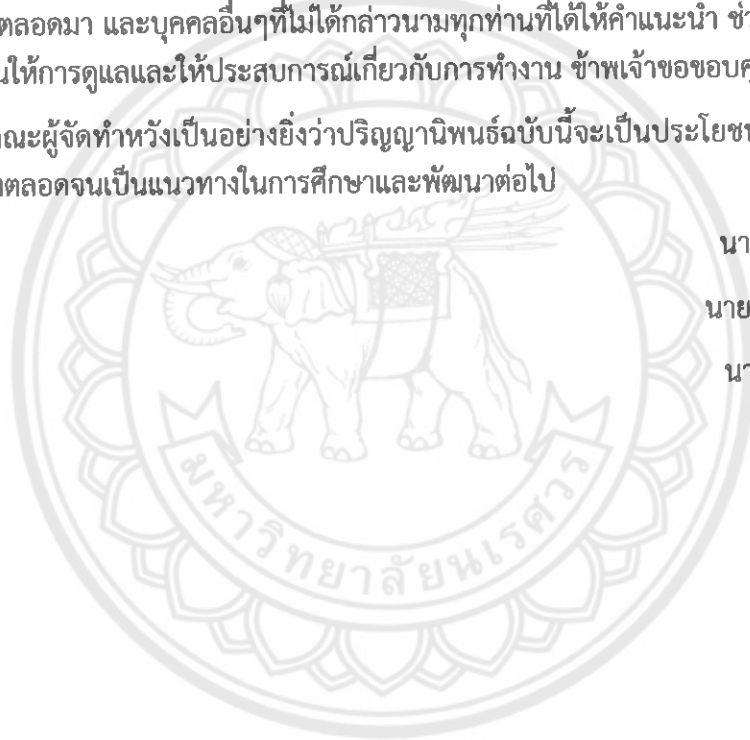 ตลอดมา และบุคคลอื่นๆที่ไม่ได้กล่าวนามทุกท่านที่ได้ให้คำแนะนำ
ให้การดูแลและให้ประสบการณ์เกี่ยวกับการทำงาน ข้าพเจ้าขอขอบ
ณะผู้จัดทำหวังเป็นอย่างยิ่งว่าปริญญานิพนธ์ฉบับนี้จะเป็นประโยชน
ตลอดจนเป็นแนวทางในการศึกษาและพัฒนาต่อไป
นา
นาย
นา
มหาวิทยาลัยนเรศวร